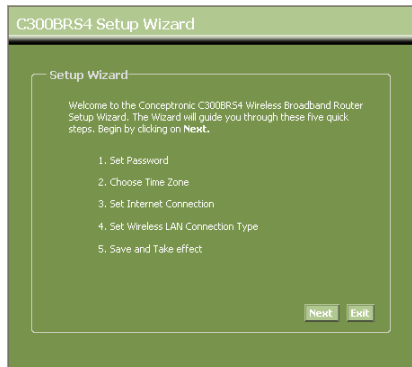 C300BRS4 Setup Wizard
Setup Wizard
Welcome to the Conceptronic C300BRS4 Wireless Broadband Router
Setup Wizard. The Wizard will guide you through these five quick
steps. Begin by clicking on Next.
1. Set Password
2. Choose Time Zone
3. Set Internet Connection
4. Set Wireless LAN Connection Type
5. Save and Take effect
Next Exit